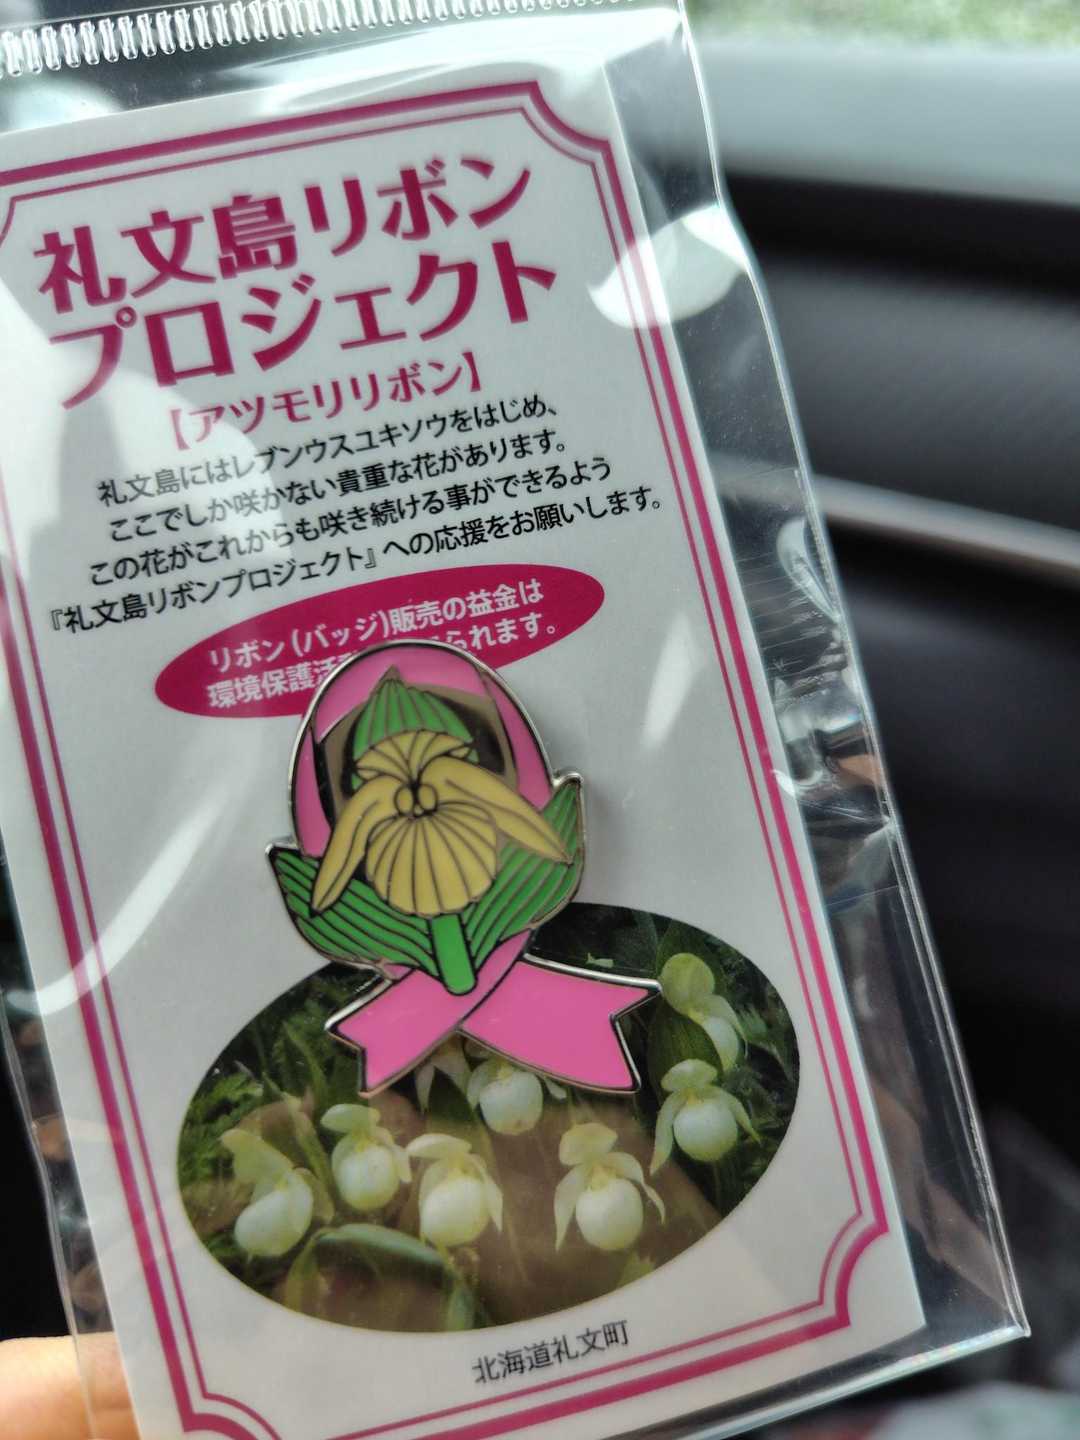 礼文島リボン
プロジェクト
【アツモリリボン】
礼文島にはレブンウスユキソウをはじめ、
ここでしか咲かない貴重な花があります。
この花がこれからも咲き続ける事ができるよう
『礼文島リボンプロジェクト』への応援をお願いします。
リボン(バッジ)販売の益金は
環境保護活 られます。
北海道礼文町